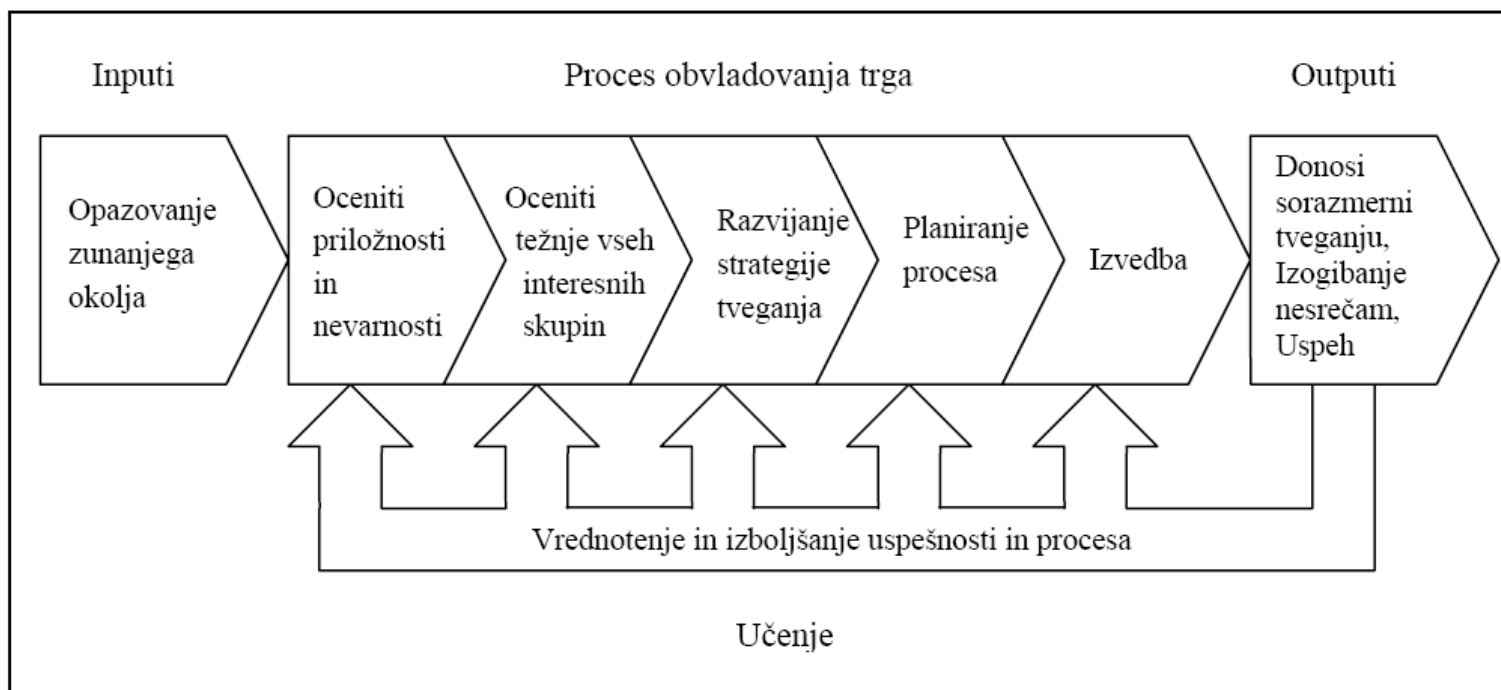 Inputi
Proces obvladovanja trga
Outputi
Opazovanje
zunanjega
okolja
Oceniti
priložnosti
in
nevarnosti
Oceniti
težnje vseh
interesnih
skupin
Razvijanje
strategije
tveganja
Planiranje
procesa
Izvedba
Donosi
sorazmerni
tveganju,
Izogibanje
nesrečam,
Uspeh
Vrednotenje in izboljšanje uspešnosti in procesa
Učenje